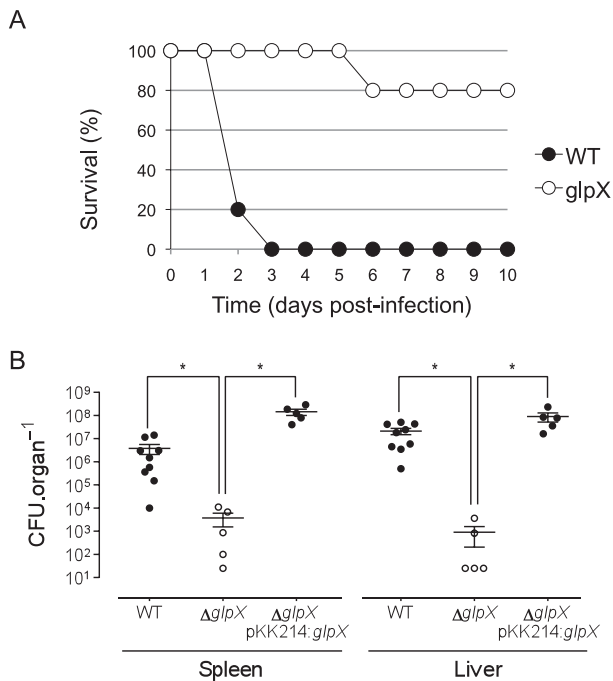 A
Survival (%)
100
80
60
40
20
0
0 1 2 3 4 5 6 7 8 9 10
Time (days post-infection)
WT
glpX
B
* * * *
CFU.organ⁻¹
10⁹
10⁸
10⁷
10⁶
10⁵
10⁴
10³
10²
10¹
WT ΔglpX ΔglpX WT ΔglpX ΔglpX
pKK214:glpX pKK214:glpX
Spleen Liver